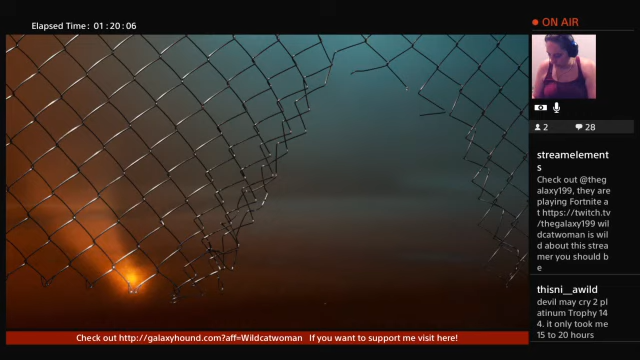 Elapsed Time: 01:20:06
ON AIR
2
28
streamelement
s
Check out @theg
alaxy199, they are
playing Fortnite a
t https://twitch.tv
/thegalaxy199 wil
dcatwoman is wil
d about this strea
mer you should b
e
thisni__awild
devil may cry 2 pl
atinum Trophy 14
4. it only took me
15 to 20 hours
Check out http://galaxyhound.com?aff=Wildcatwoman If you want to support me visit here!